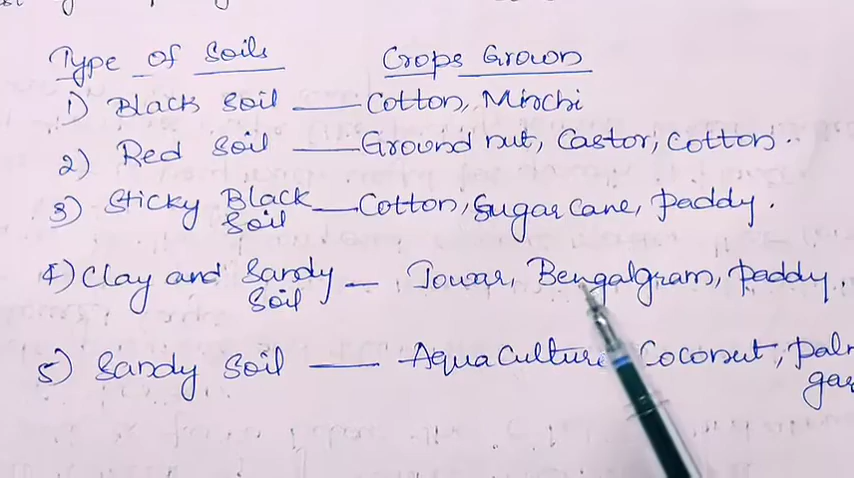 Type of Soils Crops Grown
1) Black Soil — Cotton, Mirchi
2) Red Soil — Ground nut, Castor, Cotton..
3) Sticky Black Soil — Cotton, Sugar Cane, Paddy.
4) Clay and Sandy Soil — Jowar, Bengalgram, Paddy.
5) Sandy Soil — Aqua Culture Coconut,